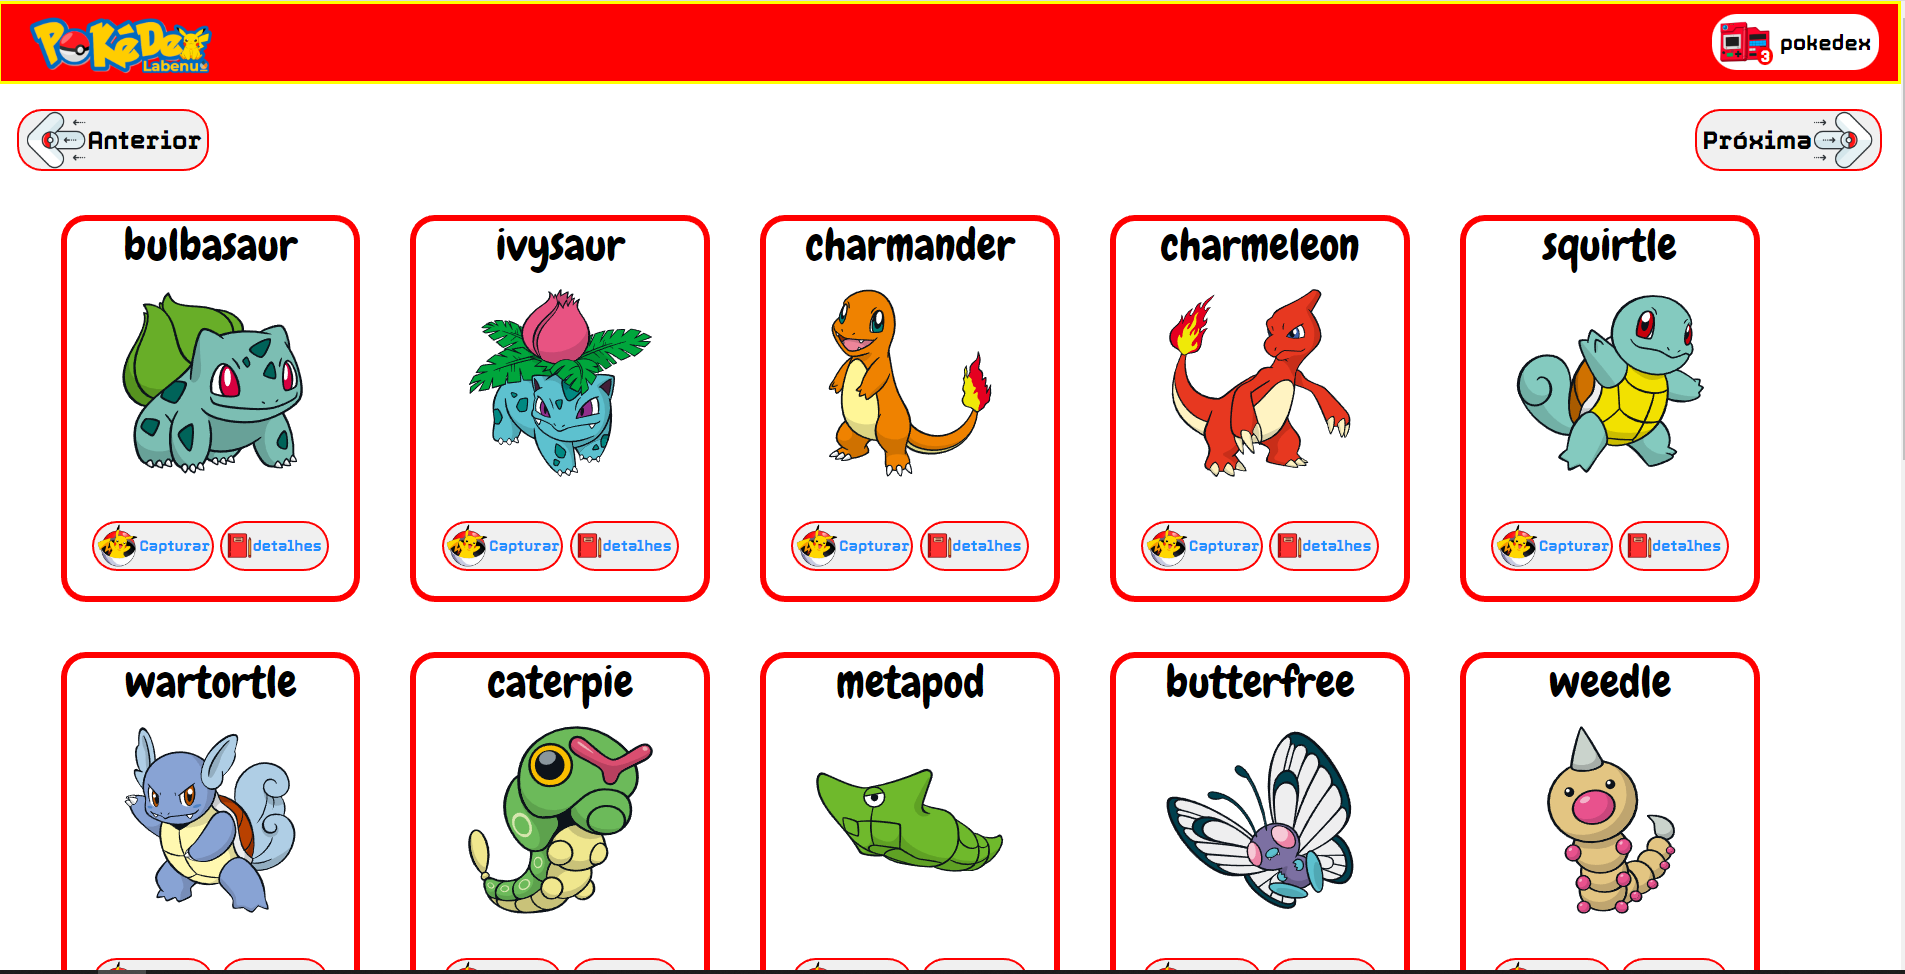 PokéDex
Labenu
3
pokedex
Anterior
Próxima
bulbasaur
ivysaur
charmander
charmeleon
squirtle
Capturar
detalhes
Capturar
detalhes
Capturar
detalhes
Capturar
detalhes
Capturar
detalhes
wartortle
caterpie
metapod
butterfree
weedle